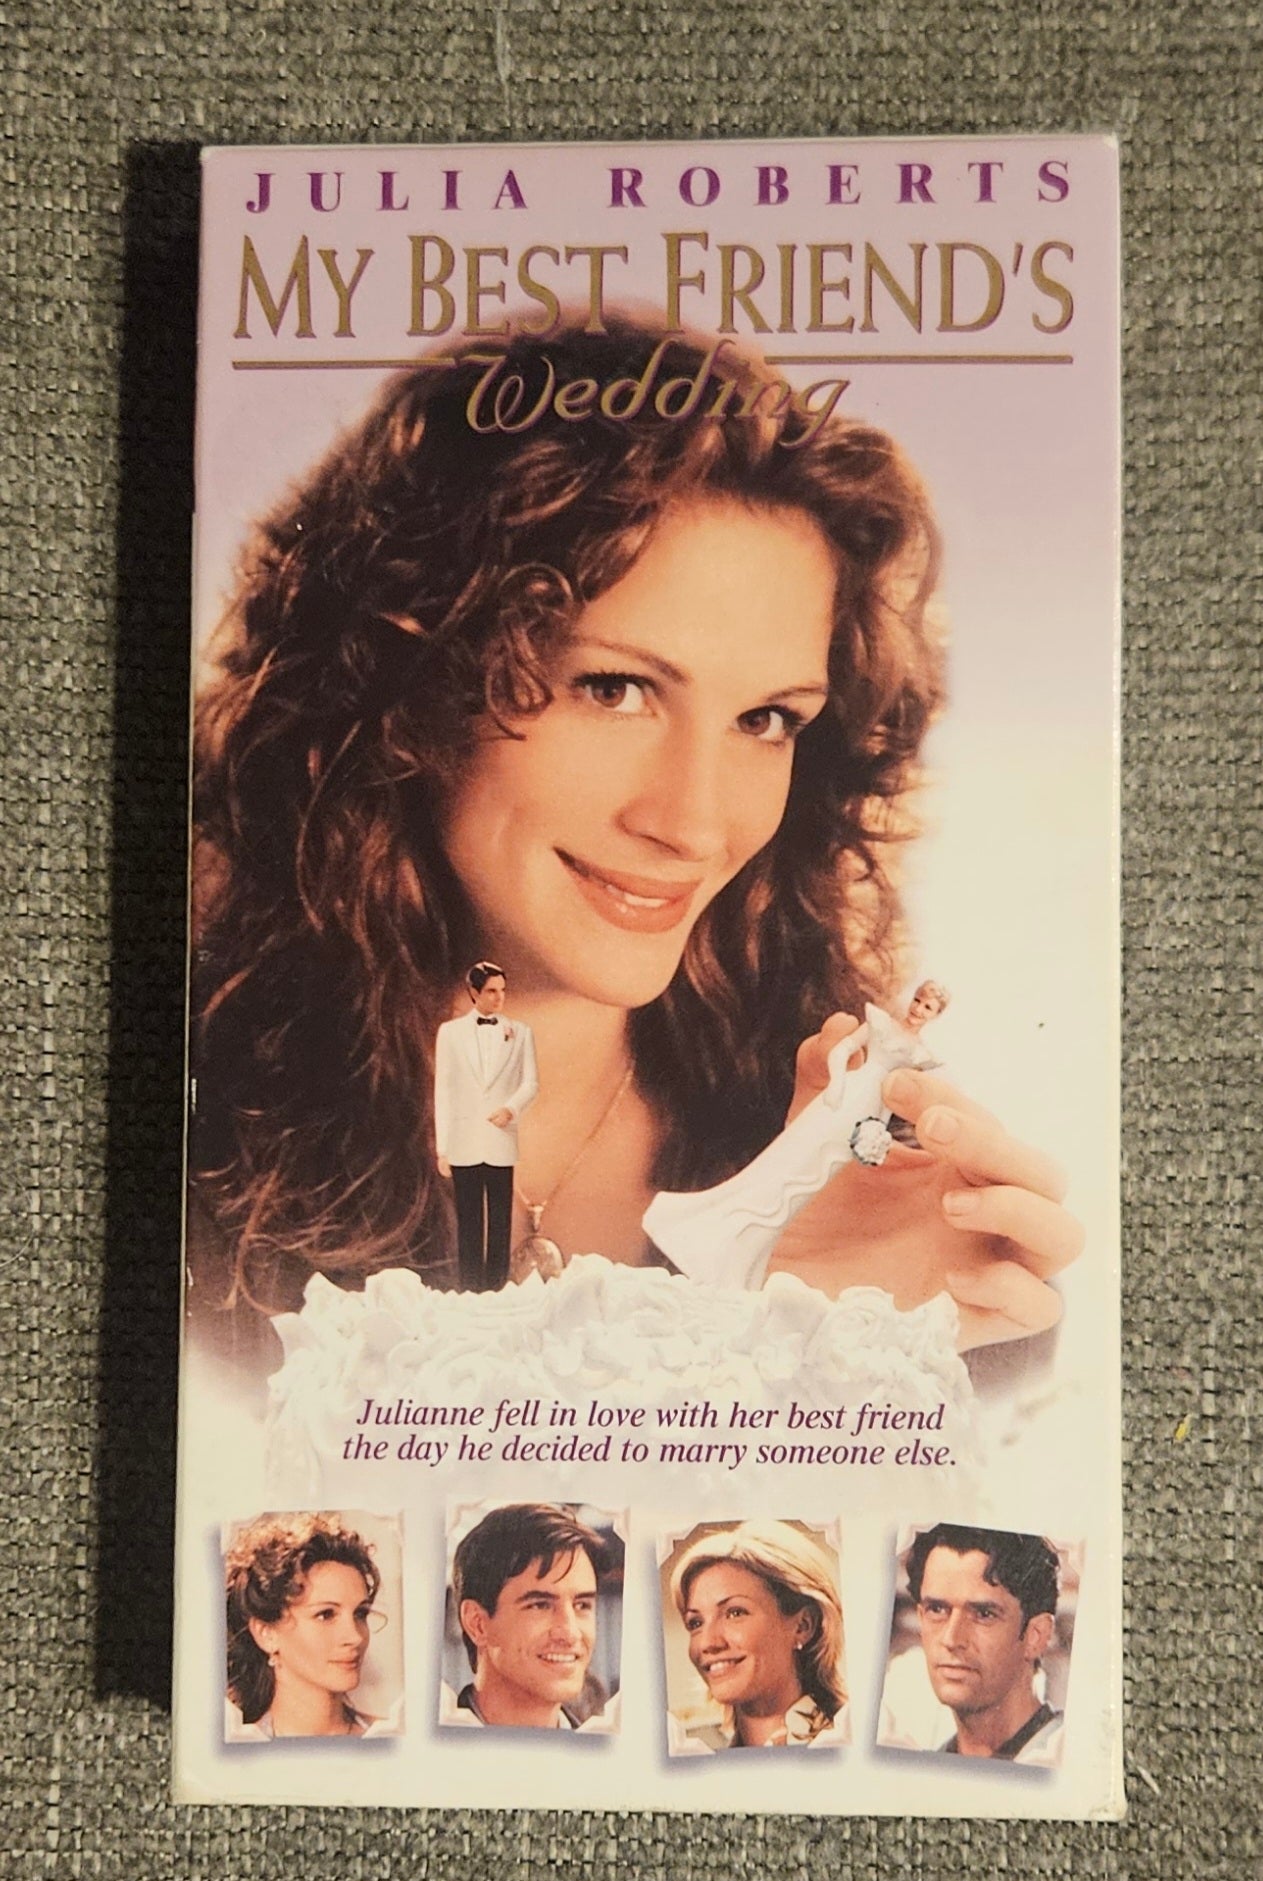 JULIA ROBERTS
MY BEST FRIEND'S
Wedding
Julianne fell in love with her best friend
the day he decided to marry someone else.